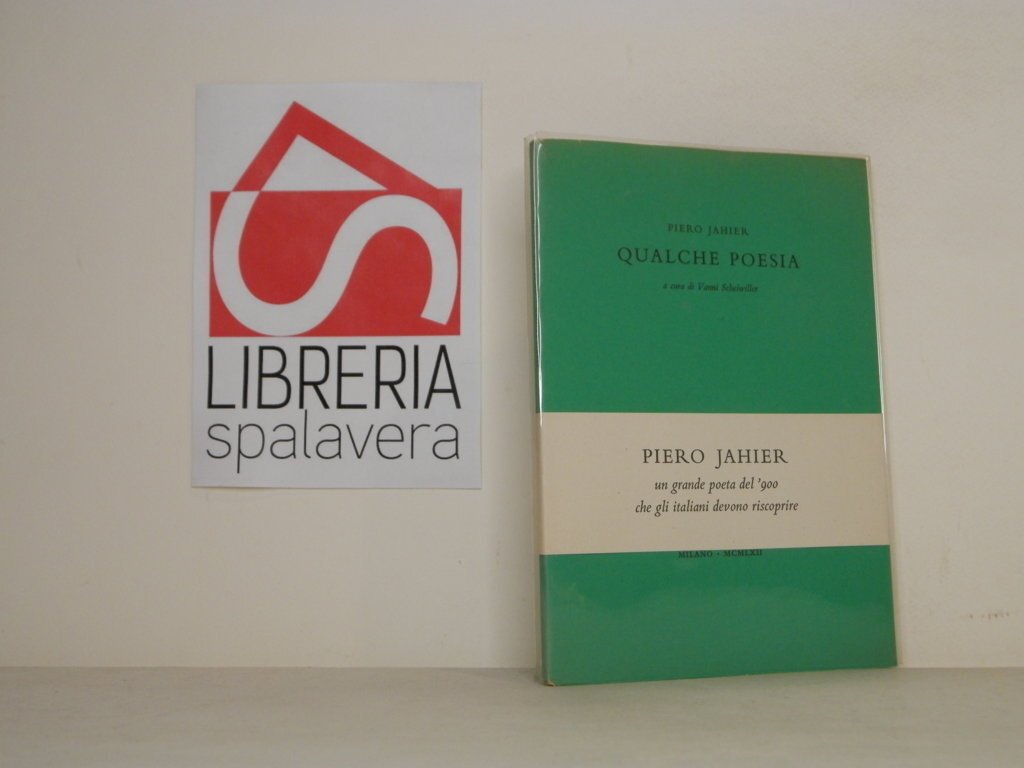 LIBRERIA
spalavera
PIERO JAHIER
QUALCHE POESIA
a cura di Vanni Scheiwiller
PIERO JAHIER
un grande poeta del '900
che gli italiani devono riscoprire
MILANO · MCMLXII